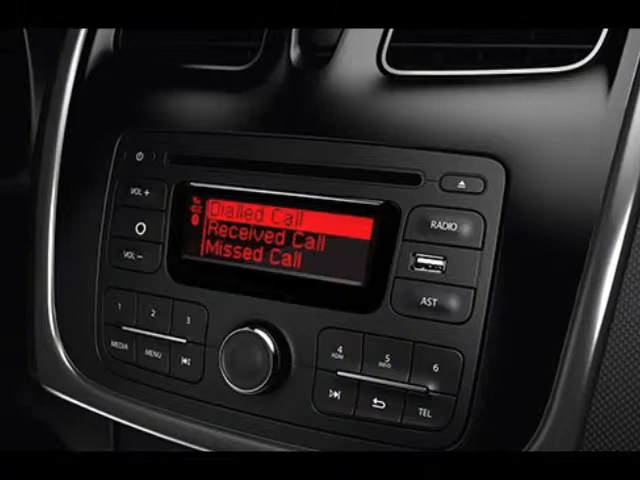 VOL +
VOL −
Dialled Call
Received Call
Missed Call
RADIO
AST
1 2 3
MEDIA MENU
4 5 6
INFO
TEL